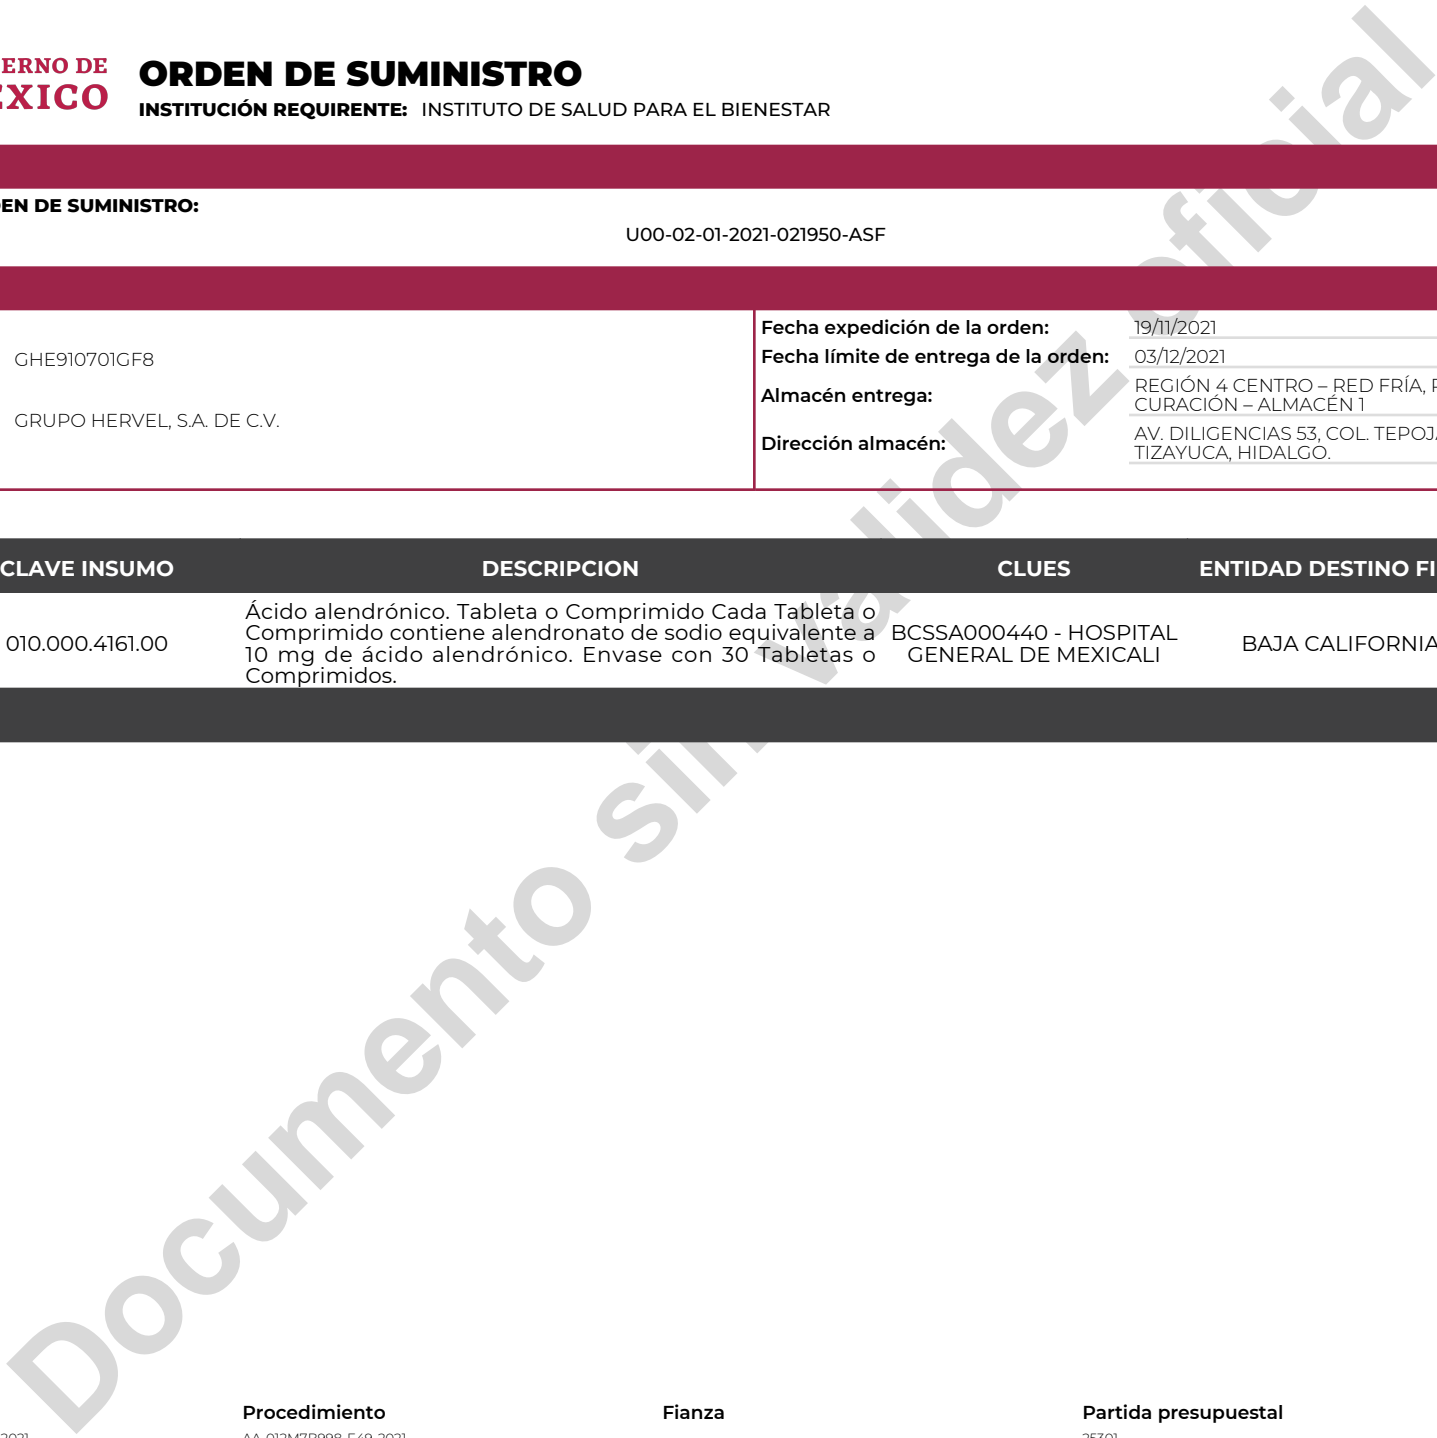 ORDEN DE SUMINISTRO
INSTITUCIÓN REQUIRENTE: INSTITUTO DE SALUD PARA EL BIENESTAR
ERNO DE
EXICO
EN DE SUMINISTRO:
U00-02-01-2021-021950-ASF
GHE910701GF8
GRUPO HERVEL, S.A. DE C.V.
Fecha expedición de la orden: 19/11/2021
Fecha límite de entrega de la orden: 03/12/2021
Almacén entrega: REGIÓN 4 CENTRO – RED FRÍA,
CURACIÓN – ALMACÉN 1
Dirección almacén: AV. DILIGENCIAS 53, COL. TEPOJ
TIZAYUCA, HIDALGO.
CLAVE INSUMO DESCRIPCION CLUES ENTIDAD DESTINO FI
010.000.4161.00
Ácido alendrónico. Tableta o Comprimido Cada Tableta o
Comprimido contiene alendronato de sodio equivalente a
10 mg de ácido alendrónico. Envase con 30 Tabletas o
Comprimidos.
BCSSA000440 - HOSPITAL
GENERAL DE MEXICALI
BAJA CALIFORNIA
Documento sin validez oficial
Procedimiento Fianza Partida presupuestal